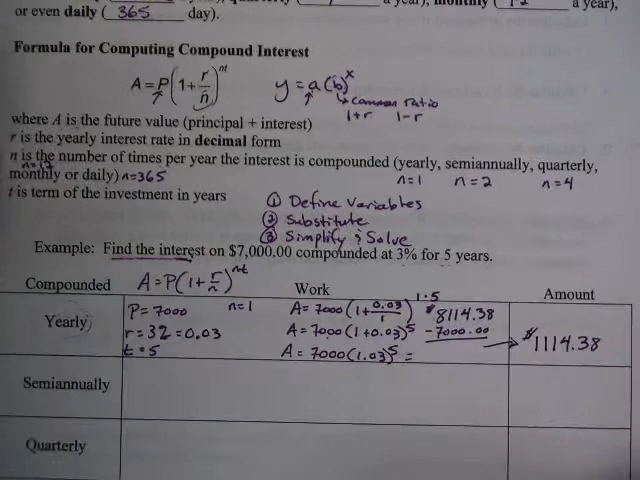 or even daily ( 365 day).
a year),
Formula for Computing Compound Interest
A = P(1 + r/n)^nt y = a(b)^x
common ratio
1+r 1-r
where A is the future value (principal + interest)
r is the yearly interest rate in decimal form
n is the number of times per year the interest is compounded (yearly, semiannually, quarterly,
monthly or daily) n=365 n=1 n=2 n=4
t is term of the investment in years
① Define Variables
② Substitute
③ Simplify & Solve
Example: Find the interest on $7,000.00 compounded at 3% for 5 years.
Compounded A=P(1+r/n)^nt Work Amount
Yearly
P=7000 n=1 A=7000(1+0.03/1)^1·5 $8114.38
r=3%=0.03 A=7000(1+0.03)^5 -7000.00
t=5 A=7000(1.03)^5 =
$1114.38
Semiannually
Quarterly